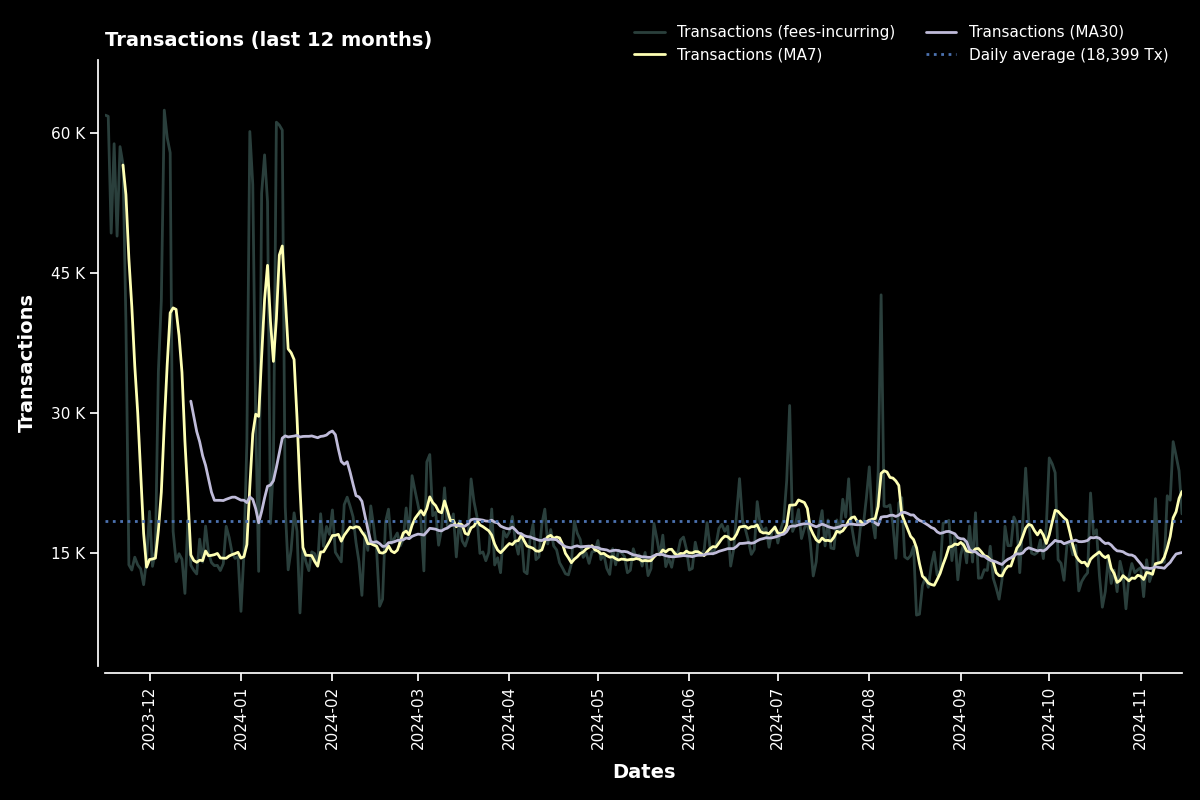 Transactions (last 12 months)
Transactions (fees-incurring)
Transactions (MA7)
Transactions (MA30)
Daily average (18,399 Tx)
60 K
45 K
30 K
15 K
Transactions
2023-12
2024-01
2024-02
2024-03
2024-04
2024-05
2024-06
2024-07
2024-08
2024-09
2024-10
2024-11
Dates